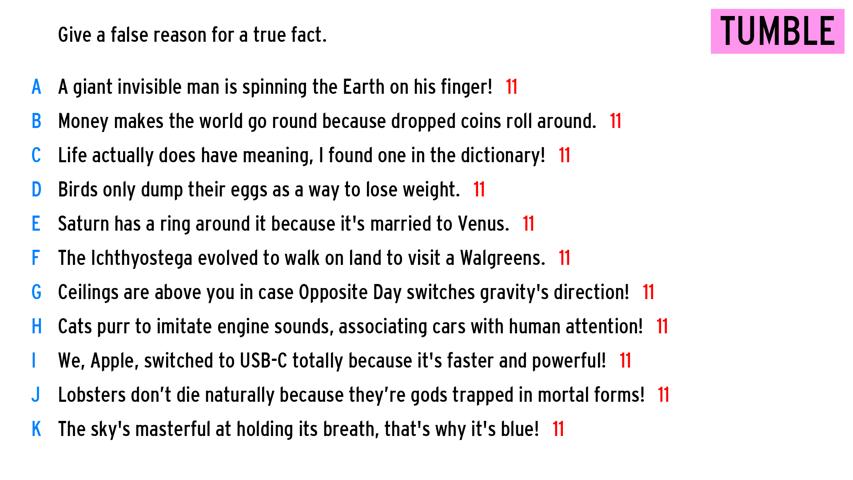 Give a false reason for a true fact.
TUMBLE
A A giant invisible man is spinning the Earth on his finger! 11
B Money makes the world go round because dropped coins roll around. 11
C Life actually does have meaning, I found one in the dictionary! 11
D Birds only dump their eggs as a way to lose weight. 11
E Saturn has a ring around it because it's married to Venus. 11
F The Ichthyostega evolved to walk on land to visit a Walgreens. 11
G Ceilings are above you in case Opposite Day switches gravity's direction! 11
H Cats purr to imitate engine sounds, associating cars with human attention! 11
I We, Apple, switched to USB-C totally because it's faster and powerful! 11
J Lobsters don’t die naturally because they’re gods trapped in mortal forms! 11
K The sky's masterful at holding its breath, that's why it's blue! 11